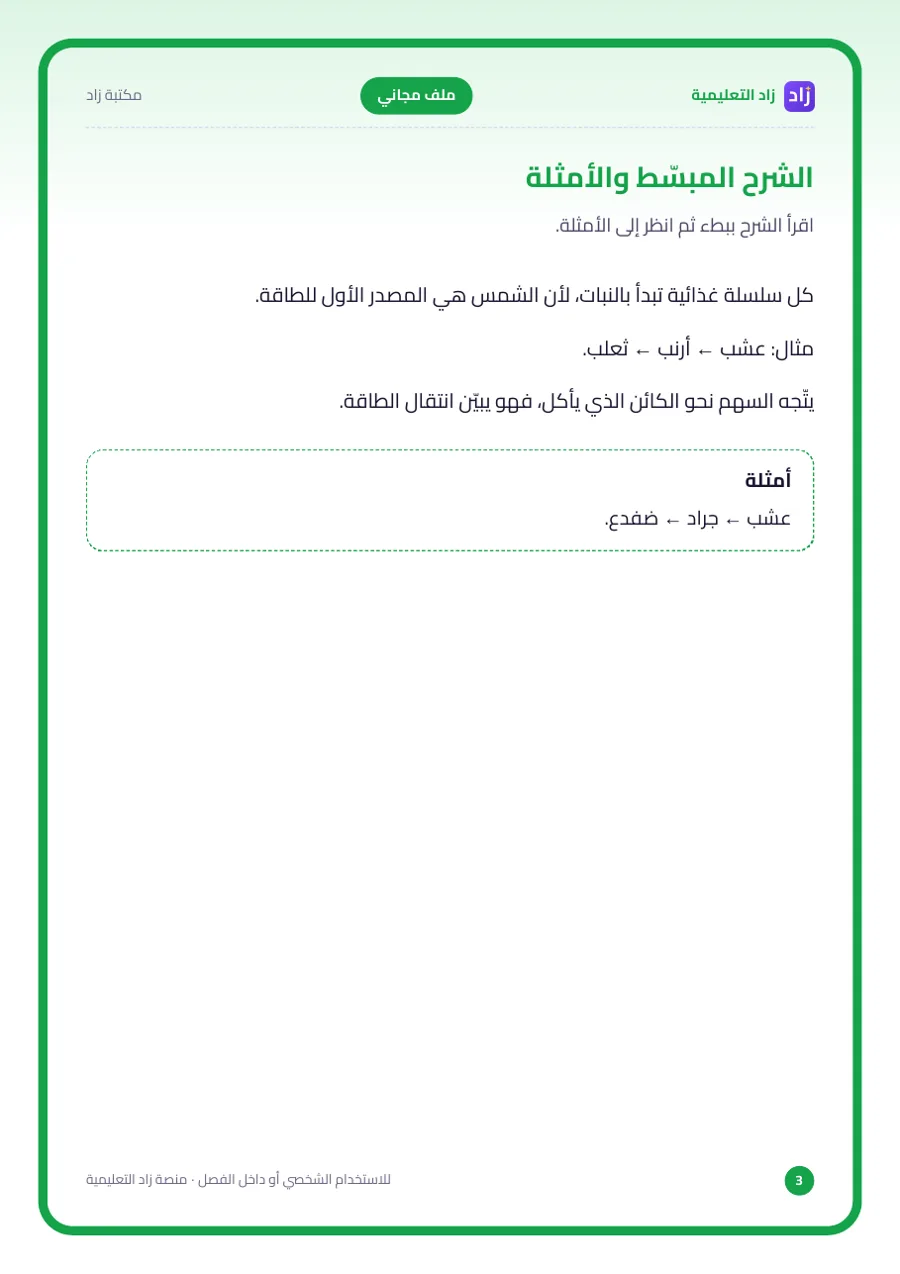 زاد زاد التعليمية
ملف مجاني
مكتبة زاد
الشرح المبسّط والأمثلة
اقرأ الشرح ببطء ثم انظر إلى الأمثلة.
كل سلسلة غذائية تبدأ بالنبات، لأن الشمس هي المصدر الأول للطاقة.
مثال: عشب ← أرنب ← ثعلب.
يتّجه السهم نحو الكائن الذي يأكل، فهو يبيّن انتقال الطاقة.
أمثلة
عشب ← جراد ← ضفدع.
3
للاستخدام الشخصي أو داخل الفصل · منصة زاد التعليمية